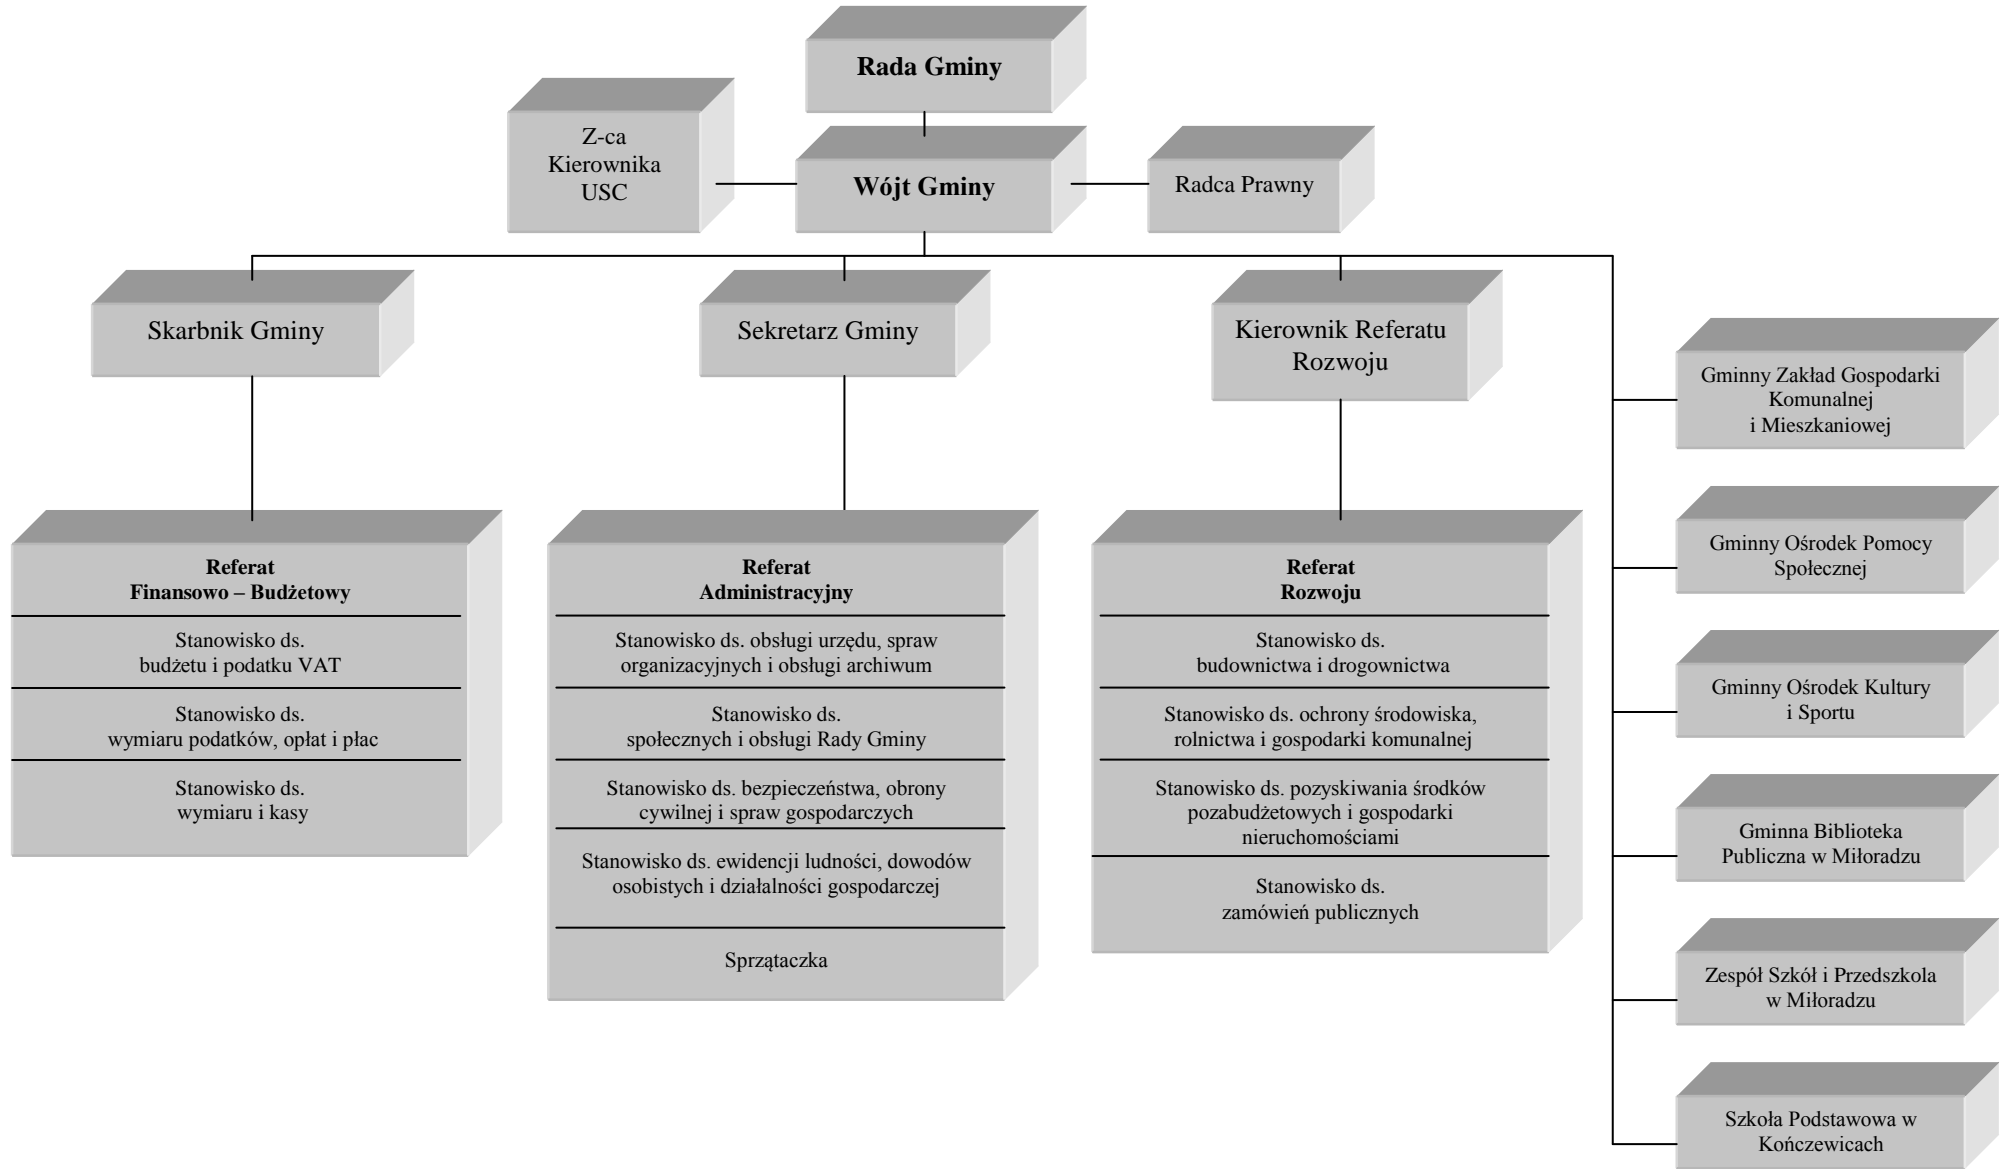 Rada Gminy
Z-ca
Kierownika
USC
Wójt Gminy
Radca Prawny
Skarbnik Gminy
Sekretarz Gminy
Kierownik Referatu
Rozwoju
Referat
Finansowo – Budżetowy
Stanowisko ds.
budżetu i podatku VAT
Stanowisko ds.
wymiaru podatków, opłat i płac
Stanowisko ds.
wymiaru i kasy
Referat
Administracyjny
Stanowisko ds. obsługi urzędu, spraw
organizacyjnych i obsługi archiwum
Stanowisko ds.
społecznych i obsługi Rady Gminy
Stanowisko ds. bezpieczeństwa, obrony
cywilnej i spraw gospodarczych
Stanowisko ds. ewidencji ludności, dowodów
osobistych i działalności gospodarczej
Sprzątaczka
Referat
Rozwoju
Stanowisko ds.
budownictwa i drogownictwa
Stanowisko ds. ochrony środowiska,
rolnictwa i gospodarki komunalnej
Stanowisko ds. pozyskiwania środków
pozabudżetowych i gospodarki
nieruchomościami
Stanowisko ds.
zamówień publicznych
Gminny Zakład Gospodarki
Komunalnej
i Mieszkaniowej
Gminny Ośrodek Pomocy
Społecznej
Gminny Ośrodek Kultury
i Sportu
Gminna Biblioteka
Publiczna w Miłoradzu
Zespół Szkół i Przedszkola
w Miłoradzu
Szkoła Podstawowa w
Kończewicach